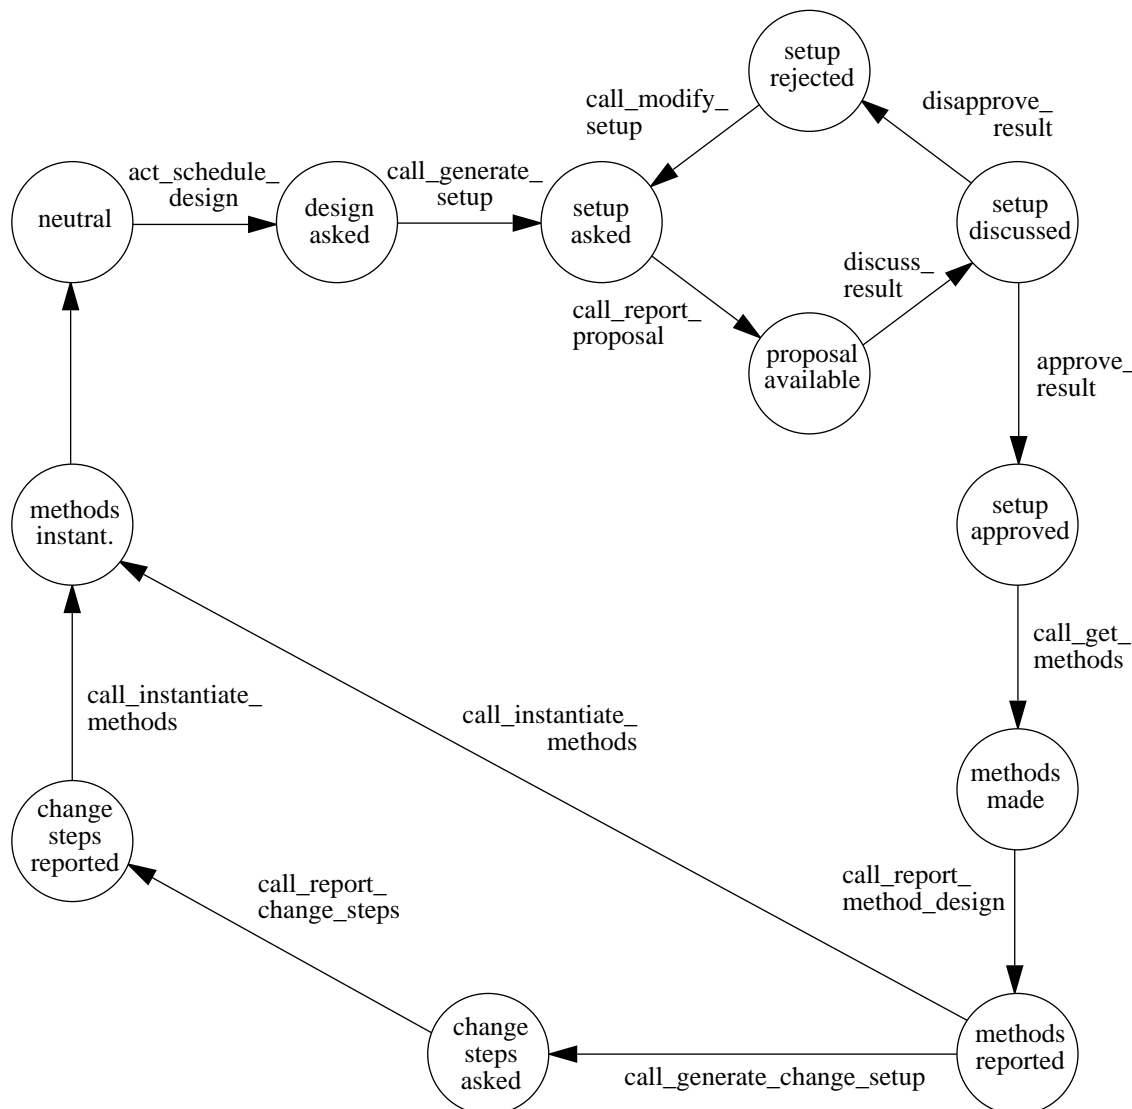 setup
rejected
call_modify_
setup
disapprove_
result
act_schedule_
design
call_generate_
setup
neutral
design
asked
setup
asked
setup
discussed
discuss_
result
call_report_
proposal
proposal
available
approve_
result
methods
instant.
setup
approved
call_get_
methods
call_instantiate_
methods
call_instantiate_
methods
methods
made
change
steps
reported
call_report_
change_steps
call_report_
method_design
change
steps
asked
methods
reported
call_generate_change_setup